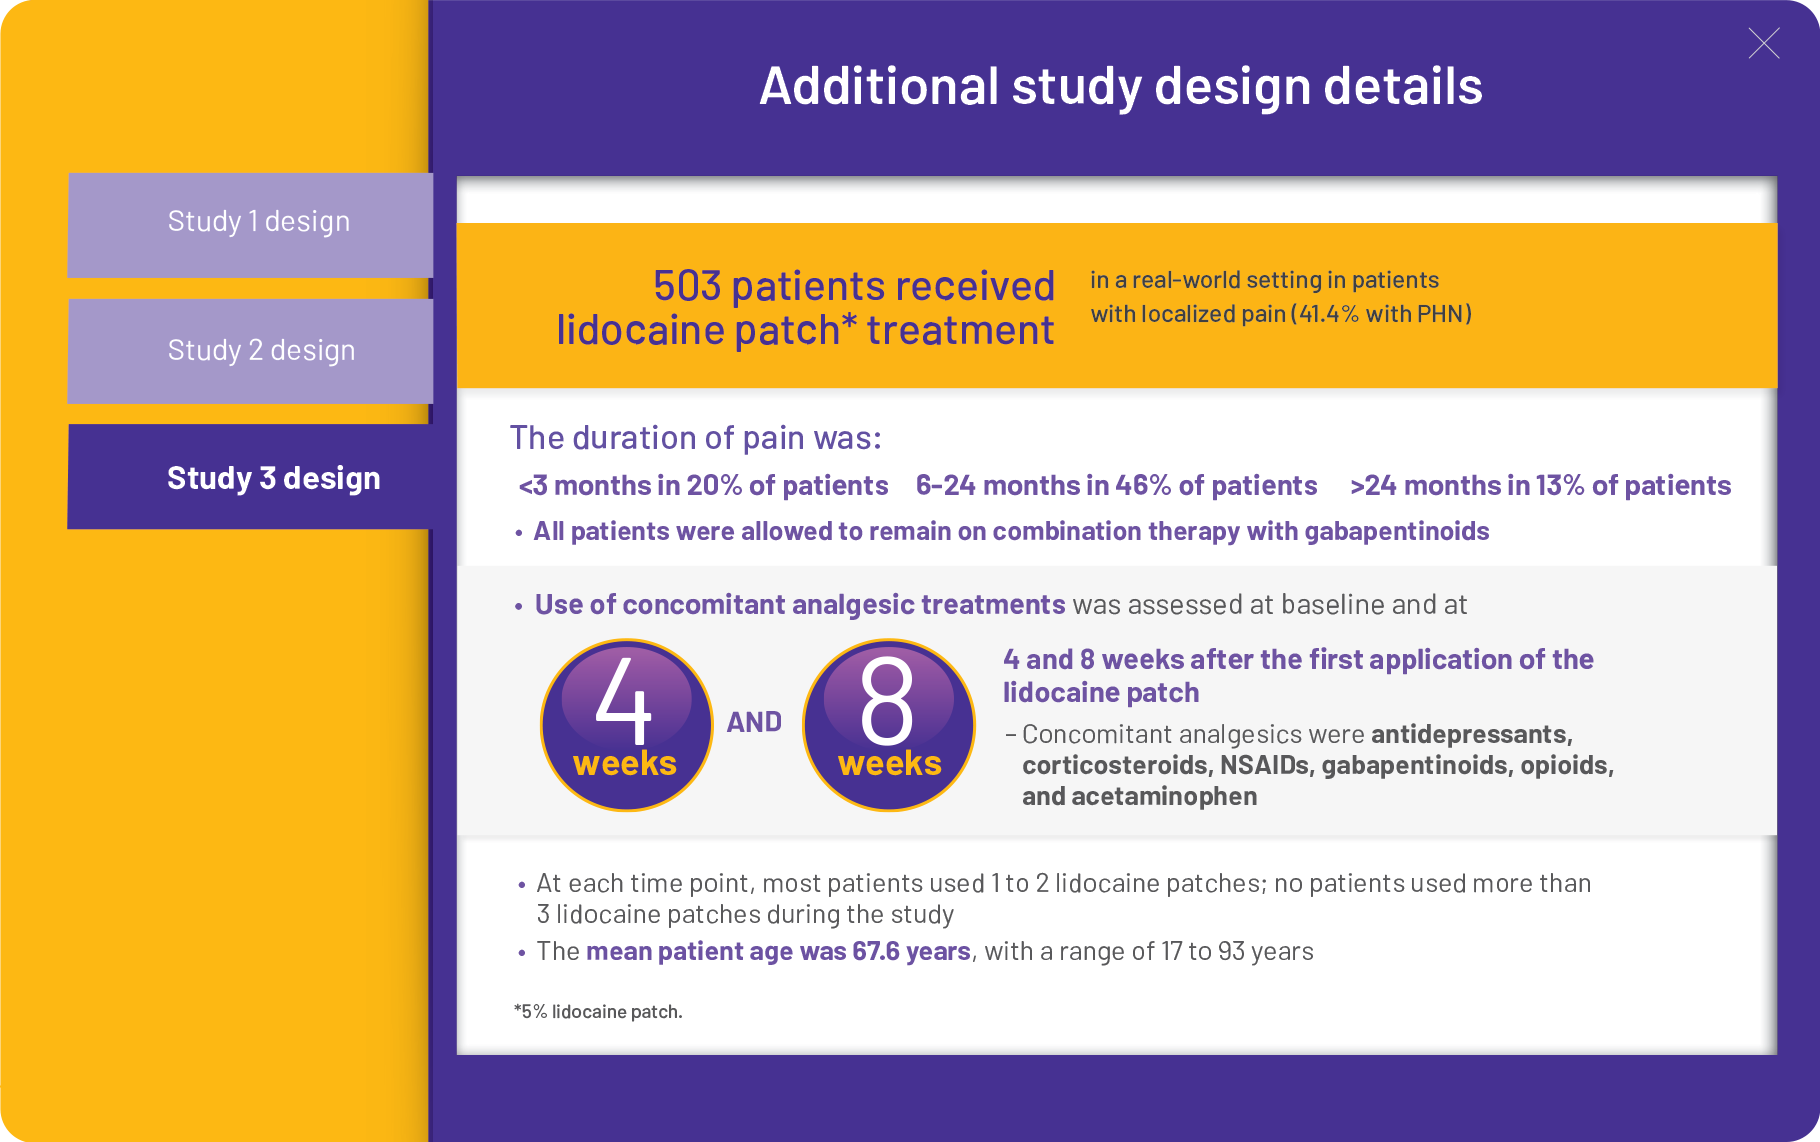 Additional study design details
Study 1 design
Study 2 design
Study 3 design
503 patients received
lidocaine patch* treatment
in a real-world setting in patients
with localized pain (41.4% with PHN)
The duration of pain was:
<3 months in 20% of patients 6-24 months in 46% of patients >24 months in 13% of patients
• All patients were allowed to remain on combination therapy with gabapentinoids
• Use of concomitant analgesic treatments was assessed at baseline and at
4
weeks
AND
8
weeks
4 and 8 weeks after the first application of the
lidocaine patch
– Concomitant analgesics were antidepressants,
corticosteroids, NSAIDs, gabapentinoids, opioids,
and acetaminophen
• At each time point, most patients used 1 to 2 lidocaine patches; no patients used more than
3 lidocaine patches during the study
• The mean patient age was 67.6 years, with a range of 17 to 93 years
*5% lidocaine patch.